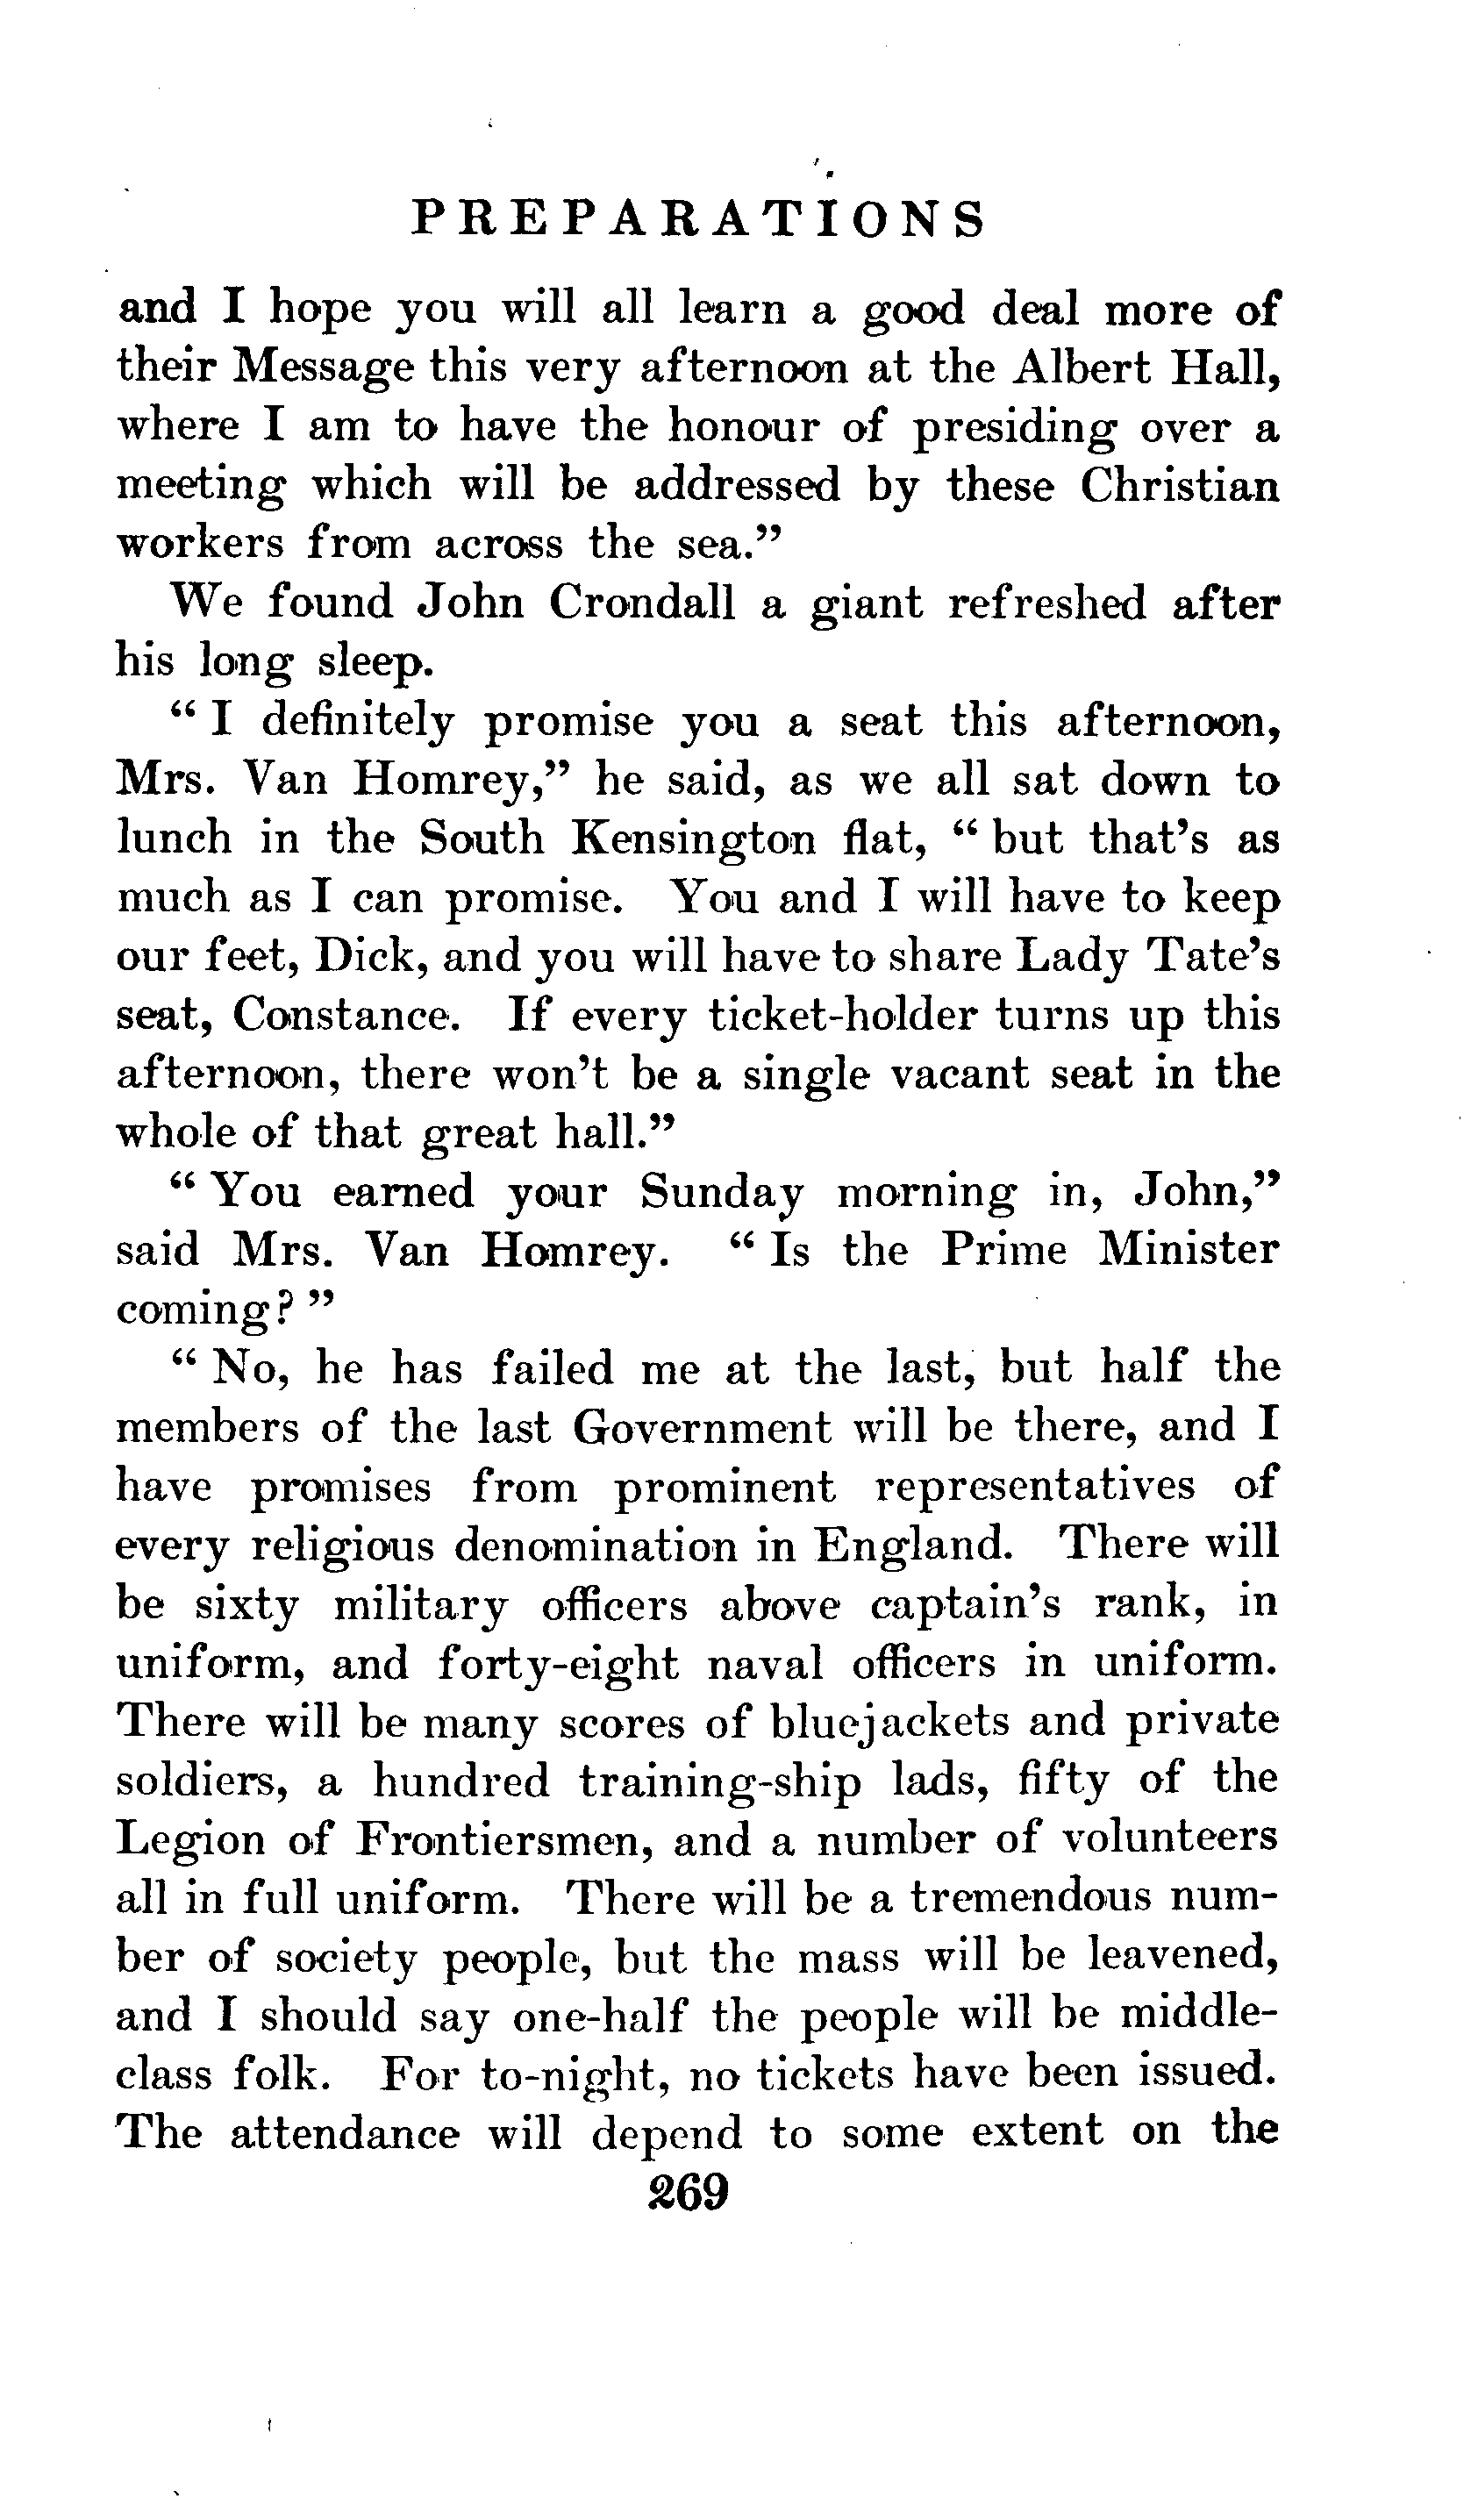 PREPARATIONS
and I hope you will all learn a good deal more of
their Message this very afternoon at the Albert Hall,
where I am to have the honour of presiding over a
meeting which will be addressed by these Christian
workers from across the sea."
We found John Crondall a giant refreshed after
his long sleep.
" I definitely promise you a seat this afternoon,
Mrs. Van Homrey," he said, as we all sat down to
lunch in the South Kensington flat, " but that's as
much as I can promise. You and I will have to keep
our feet, Dick, and you will have to share Lady Tate's
seat, Constance. If every ticket-holder turns up this
afternoon, there won't be a single vacant seat in the
whole of that great hall."
" You earned your Sunday morning in, John,"
said Mrs. Van Homrey. " Is the Prime Minister
coming? "
" No, he has failed me at the last, but half the
members of the last Government will be there, and I
have promises from prominent representatives of
every religious denomination in England. There will
be sixty military officers above captain's rank, in
uniform, and forty-eight naval officers in uniform.
There will be many scores of bluejackets and private
soldiers, a hundred training-ship lads, fifty of the
Legion of Frontiersmen, and a number of volunteers
all in full uniform. There will be a tremendous num-
ber of society people, but the mass will be leavened,
and I should say one-half the people will be middle-
class folk. For to-night, no tickets have been issued.
The attendance will depend to some extent on the
269